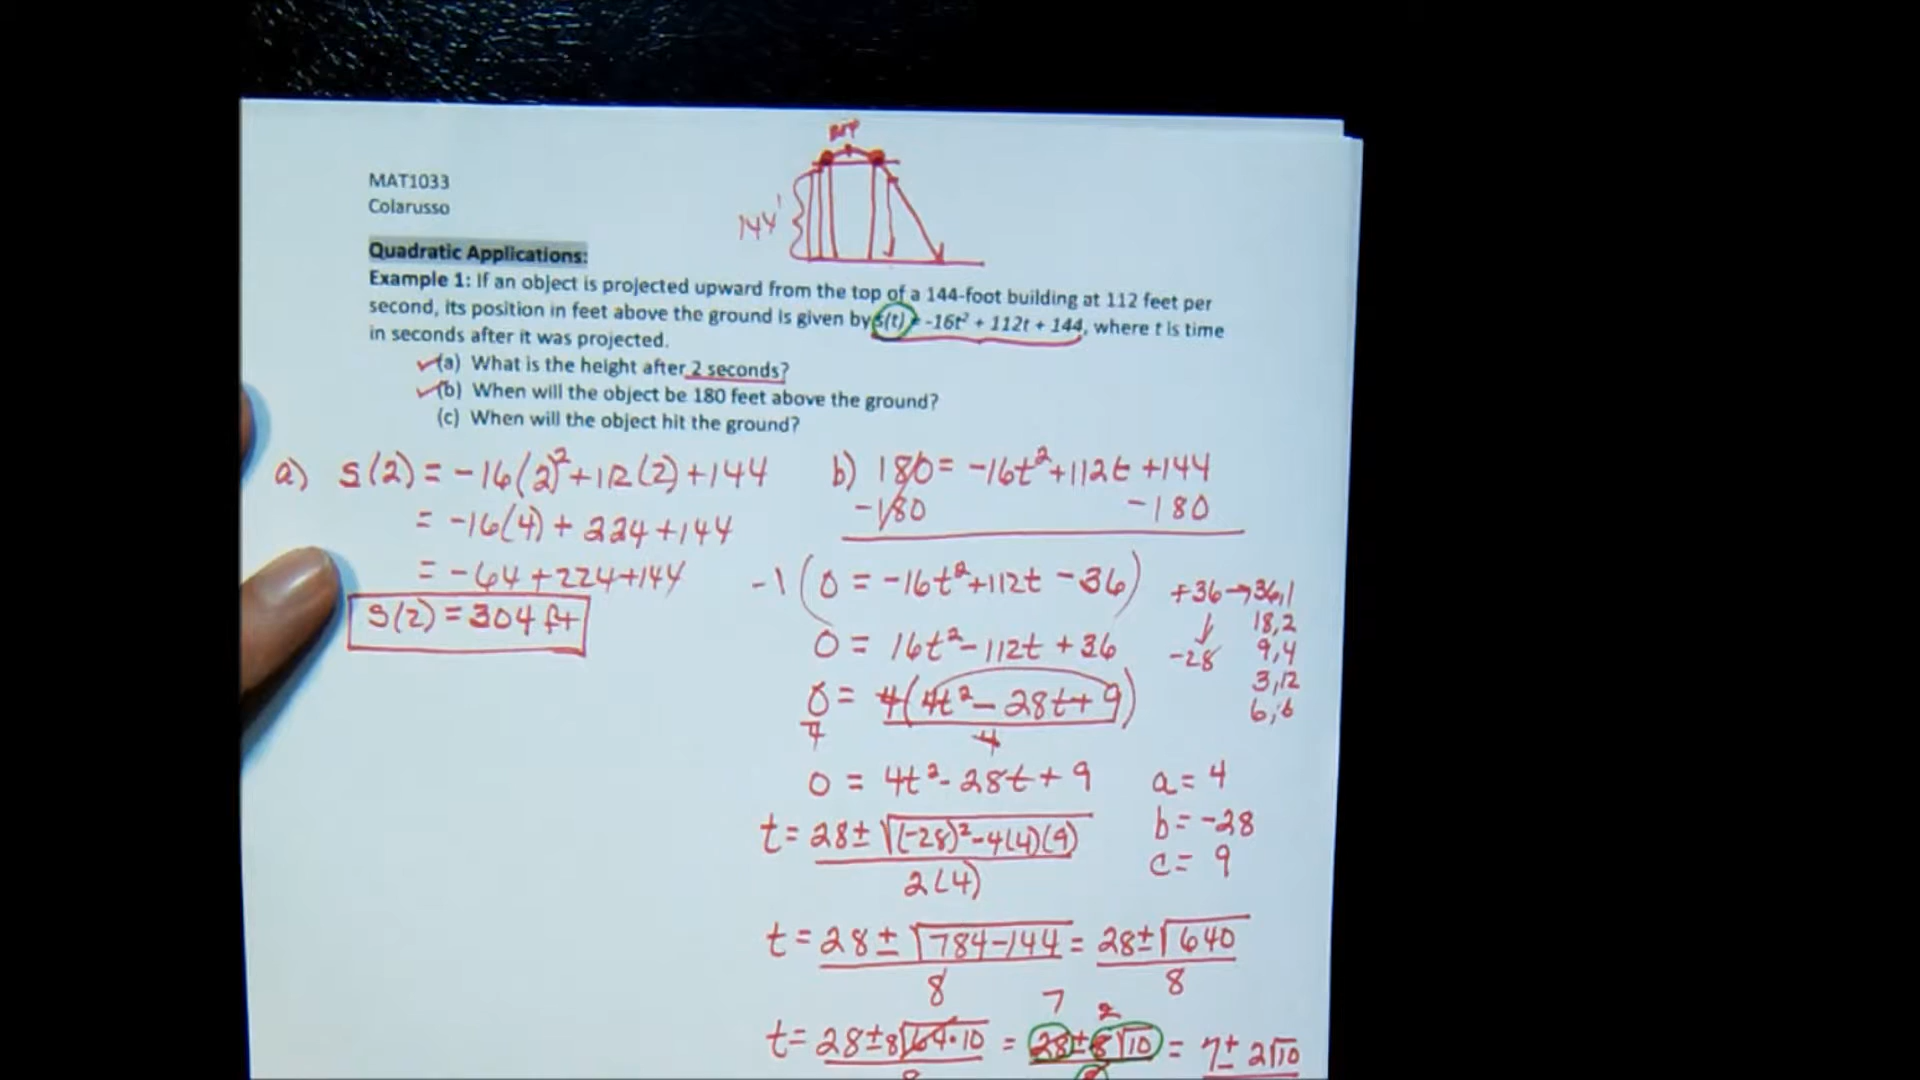 144'
MAT1033
Colarusso
Quadratic Applications:
Example 1: If an object is projected upward from the top of a 144-foot building at 112 feet per
second, its position in feet above the ground is given by s(t) = -16t² + 112t + 144, where t is time
in seconds after it was projected.
(a) What is the height after 2 seconds?
(b) When will the object be 180 feet above the ground?
(c) When will the object hit the ground?
a) s(2) = -16(2)²+112(2)+144
= -16(4) + 224 +144
= -64+224+144
s(2) = 304 ft
b) 180 = -16t²+112t +144
-180 -180
-1 (0 = -16t²+112t -36)
0 = 16t²-112t +36
0 = 4(4t²-28t+9)
4 4
0 = 4t²-28t+9
+36→36,1
↓ 18,2
-28 9,4
3,12
6,6
a = 4
b = -28
c = 9
t = 28± √(-28)²-4(4)(9)
2(4)
t = 28 ± √784-144 = 28±√640
8 8
7 2
t = 28±8√64·10 = 28±8√10 = 7± 2√10
8